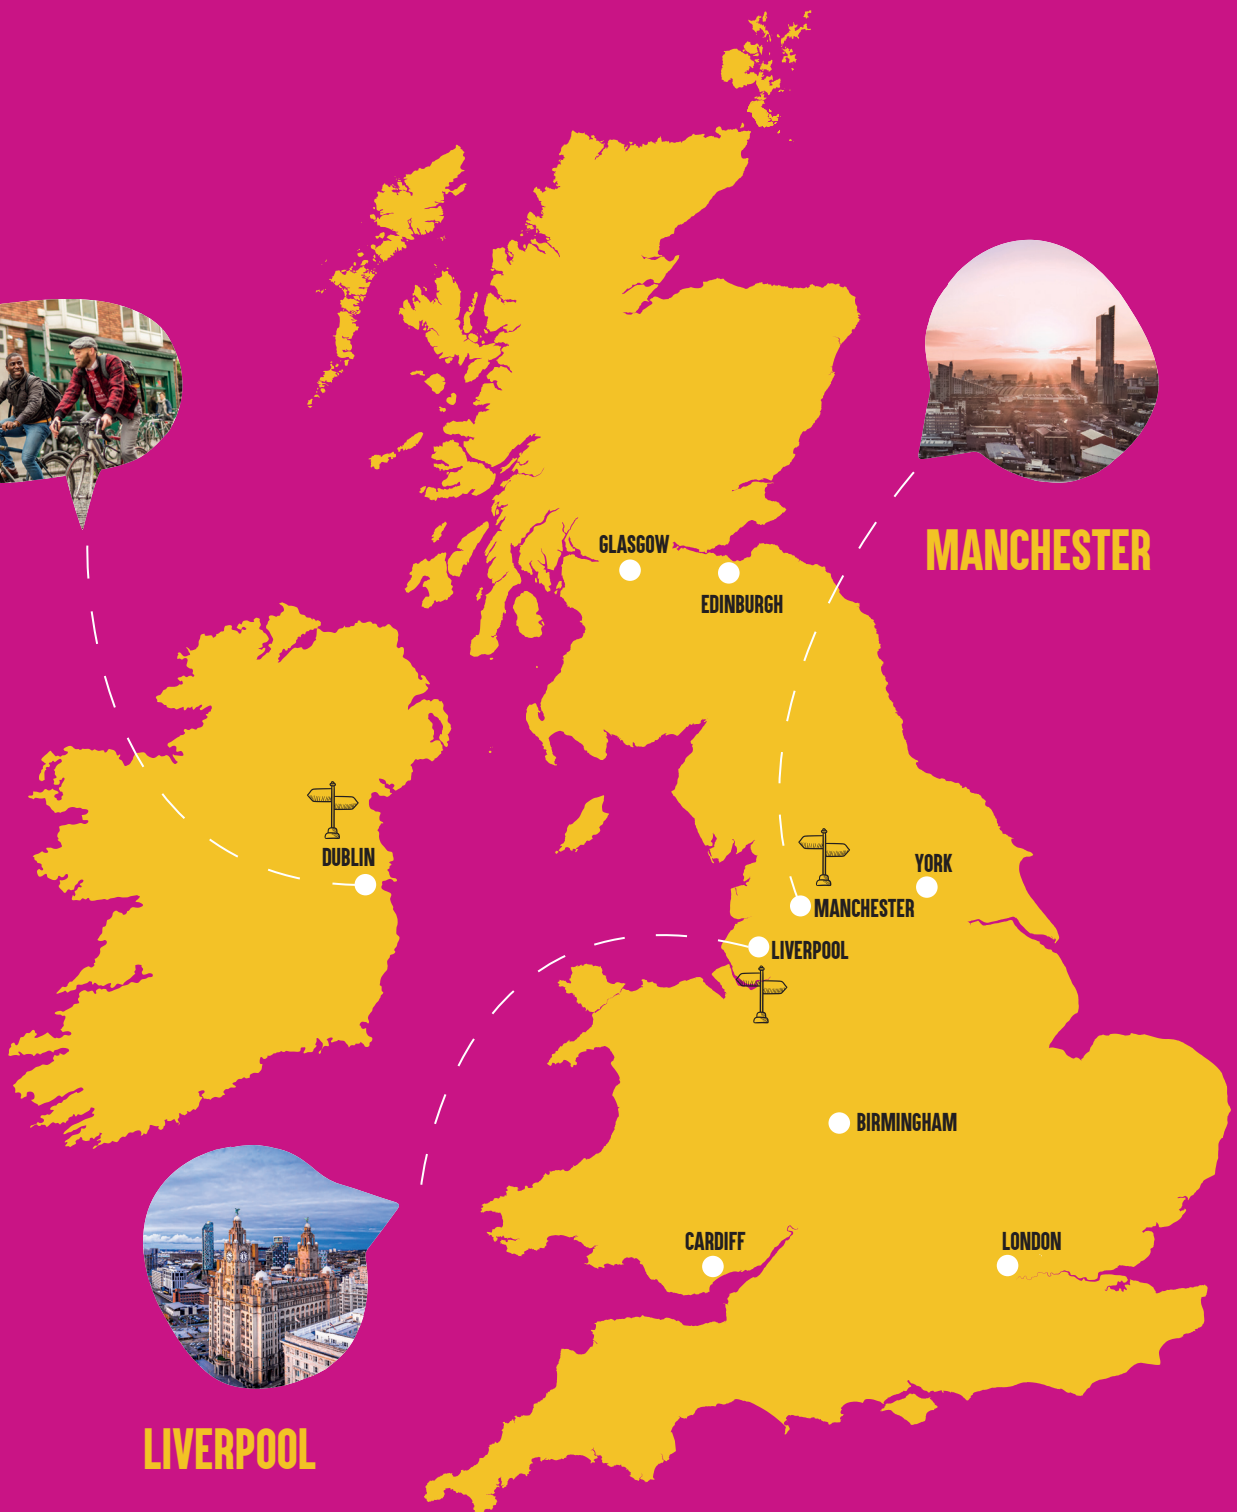 GLASGOW
EDINBURGH
MANCHESTER
DUBLIN
YORK
MANCHESTER
LIVERPOOL
BIRMINGHAM
CARDIFF
LONDON
LIVERPOOL